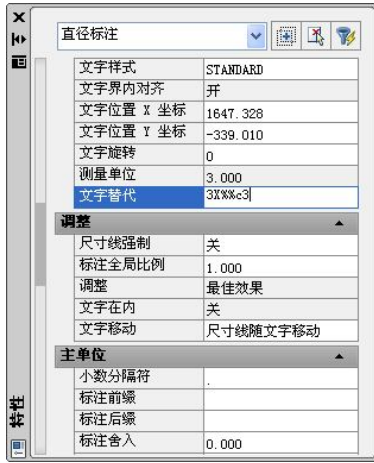 直径标注
文字样式 STANDARD
文字界内对齐 开
文字位置 X 坐标 1647.328
文字位置 Y 坐标 -339.010
文字旋转 0
测量单位 3.000
文字替代 3X%%c3
调整
尺寸线强制 关
标注全局比例 1.000
调整 最佳效果
文字在内 关
文字移动 尺寸线随文字移动
主单位
小数分隔符 .
标注前缀
标注后缀
标注舍入 0.000
特性